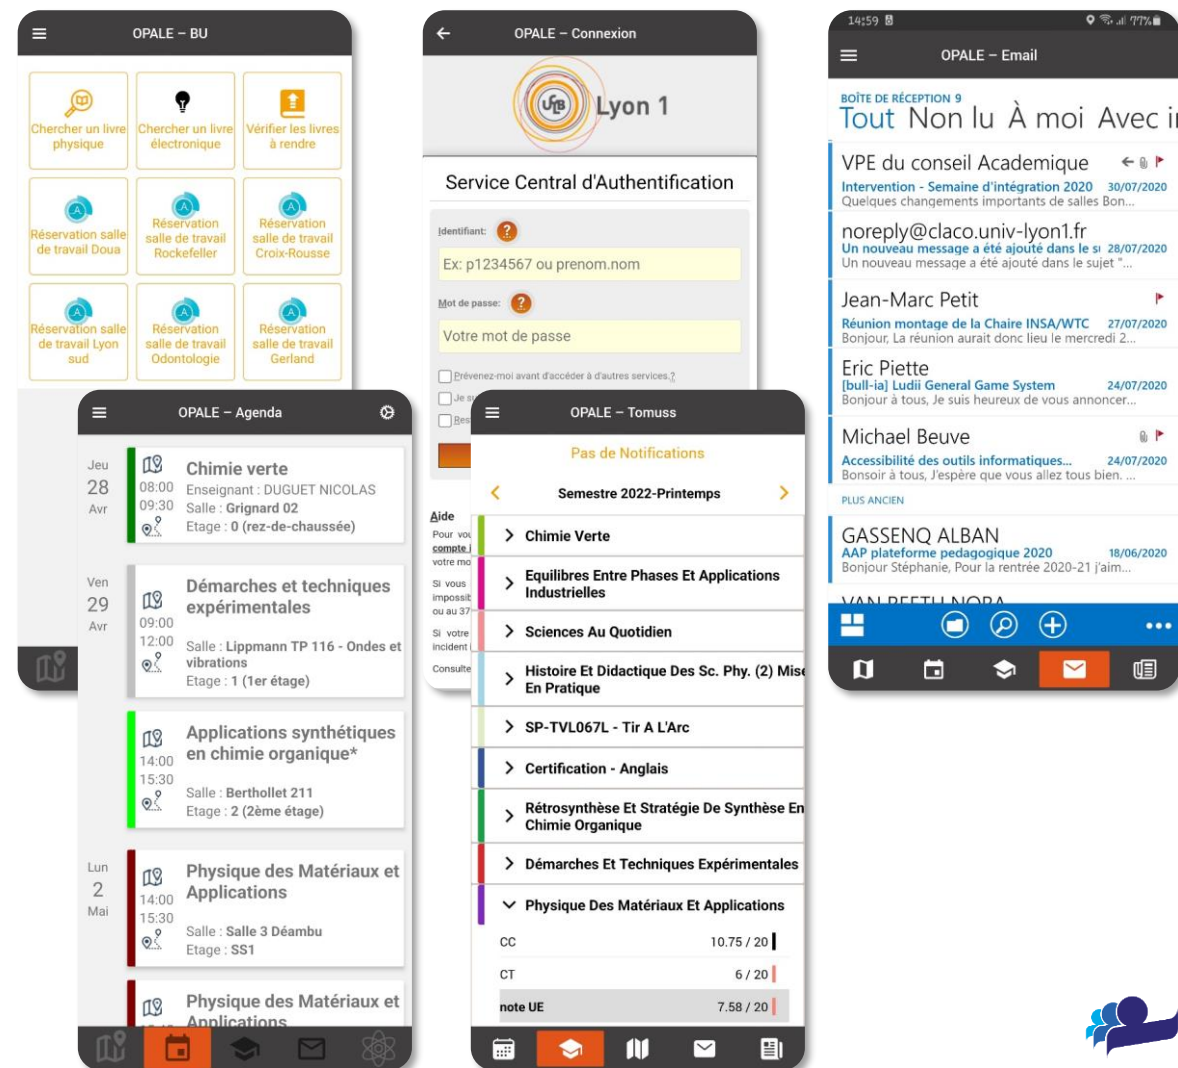 OPALE – BU
Chercher un livre
physique
Chercher un livre
électronique
Vérifier les livres
à rendre
Réservation salle
de travail Doua
Réservation
salle de travail
Rockefeller
Réservation
salle de travail
Croix-Rousse
Réservation salle
de travail Lyon
sud
Réservation
salle de travail
Odontologie
Réservation
salle de travail
Gerland
OPALE – Connexion
UCB Lyon 1
Service Central d'Authentification
Identifiant: ?
Ex: p1234567 ou prenom.nom
Mot de passe: ?
Votre mot de passe
Prévenez-moi avant d'accéder à d'autres services.?
Je
Aide
Pour
compte
votre
Si vous
ou au 37
Si votre
incident
14:59 77%
OPALE – Email
BOÎTE DE RÉCEPTION 9
Tout Non lu À moi Avec
VPE du conseil Academique
Intervention - Semaine d'intégration 2020 30/07/2020
Quelques changements importants de salles Bon...
noreply@claco.univ-lyon1.fr
Un nouveau message a été ajouté dans le 28/07/2020
Un nouveau message a été ajouté dans le sujet "...
Jean-Marc Petit
Réunion montage de la Chaire INSA/WTC 27/07/2020
Bonjour, La réunion aurait donc lieu le mercredi 2...
Eric Piette
[bull-ia] Ludii General Game System 24/07/2020
Bonjour à tous, Je suis heureux de vous annoncer...
Michael Beuve
Accessibilité des outils informatiques... 24/07/2020
Bonsoir à tous, J'espère que vous allez tous bien. ...
PLUS ANCIEN
GASSENQ ALBAN
AAP plateforme pedagogique 2020 18/06/2020
Bonjour Stéphanie, Pour la rentrée 2020-21 j'aim...
OPALE – Agenda
Jeu
28
Avr
08:00
09:30
Chimie verte
Enseignant : DUGUET NICOLAS
Salle : Grignard 02
Etage : 0 (rez-de-chaussée)
Ven
29
Avr
09:00
12:00
Démarches et techniques
expérimentales
Salle : Lippmann TP 116 - Ondes et
vibrations
Etage : 1 (1er étage)
14:00
15:30
Applications synthétiques
en chimie organique*
Salle : Berthollet 211
Etage : 2 (2ème étage)
Lun
2
Mai
14:00
15:30
Physique des Matériaux et
Applications
Salle : Salle 3 Déambu
Etage : SS1
Physique des Matériaux et
Applications
OPALE – Tomuss
Pas de Notifications
Semestre 2022-Printemps
Chimie Verte
Equilibres Entre Phases Et Applications
Industrielles
Sciences Au Quotidien
Histoire Et Didactique Des Sc. Phy. (2) Mise
En Pratique
SP-TVL067L - Tir A L'Arc
Certification - Anglais
Rétrosynthèse Et Stratégie De Synthèse En
Chimie Organique
Démarches Et Techniques Expérimentales
Physique Des Matériaux Et Applications
CC 10.75 / 20
CT 6 / 20
note UE 7.58 / 20